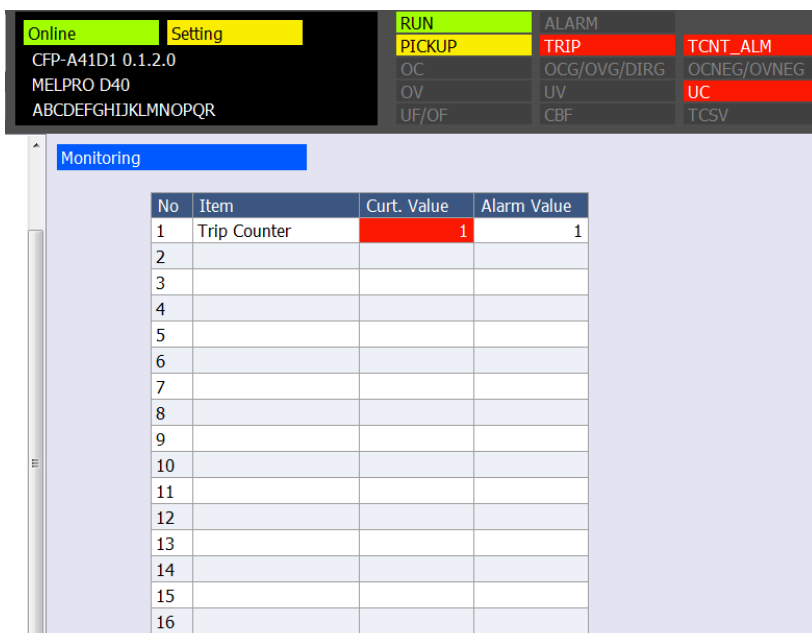 Online Setting
CFP-A41D1 0.1.2.0
MELPRO D40
ABCDEFGHIJKLMNOPQR
RUN ALARM
PICKUP TRIP TCNT_ALM
OC OCG/OVG/DIRG OCNEG/OVNEG
OV UV UC
UF/OF CBF TCSV
Monitoring
No Item Curt. Value Alarm Value
1 Trip Counter 1 1
2
3
4
5
6
7
8
9
10
11
12
13
14
15
16